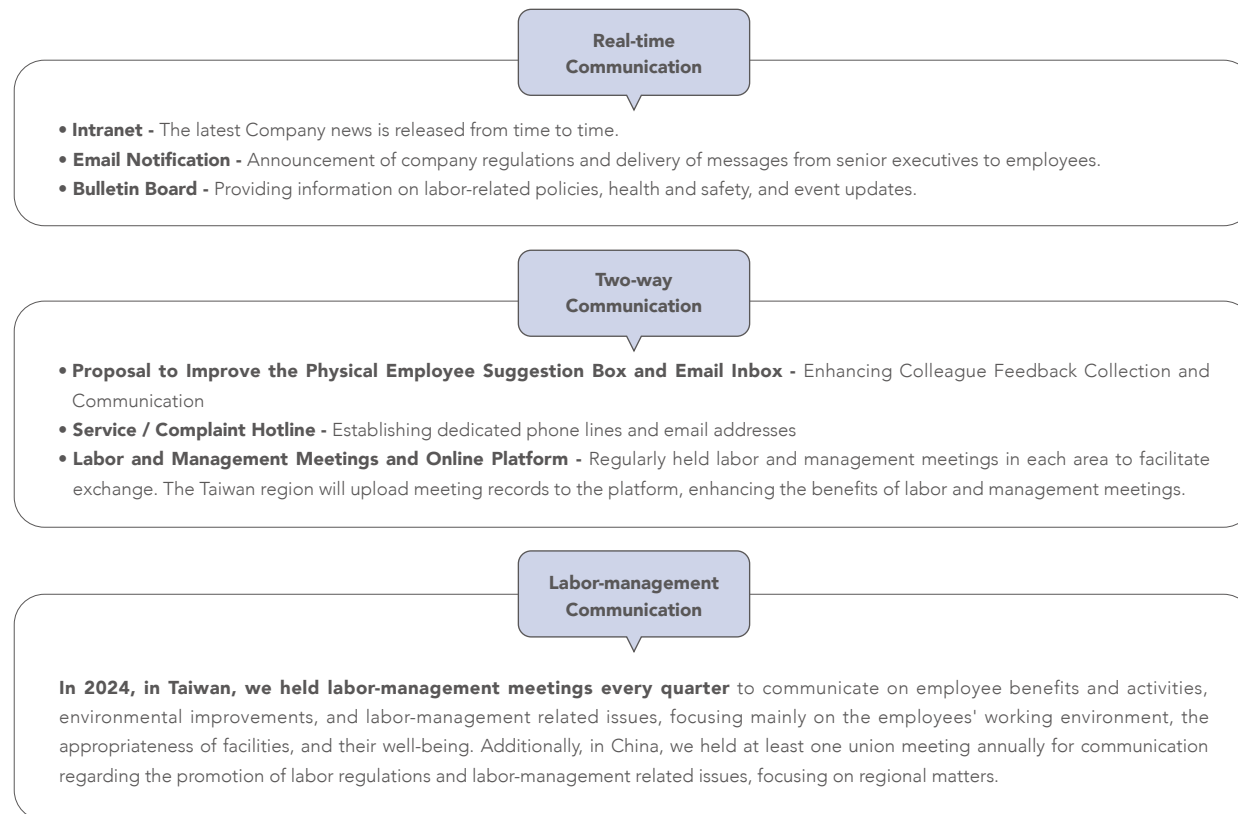 Real-time
Communication
• Intranet - The latest Company news is released from time to time.
• Email Notification - Announcement of company regulations and delivery of messages from senior executives to employees.
• Bulletin Board - Providing information on labor-related policies, health and safety, and event updates.
Two-way
Communication
• Proposal to Improve the Physical Employee Suggestion Box and Email Inbox - Enhancing Colleague Feedback Collection and
Communication
• Service / Complaint Hotline - Establishing dedicated phone lines and email addresses
• Labor and Management Meetings and Online Platform - Regularly held labor and management meetings in each area to facilitate
exchange. The Taiwan region will upload meeting records to the platform, enhancing the benefits of labor and management meetings.
Labor-management
Communication
In 2024, in Taiwan, we held labor-management meetings every quarter to communicate on employee benefits and activities,
environmental improvements, and labor-management related issues, focusing mainly on the employees' working environment, the
appropriateness of facilities, and their well-being. Additionally, in China, we held at least one union meeting annually for communication
regarding the promotion of labor regulations and labor-management related issues, focusing on regional matters.